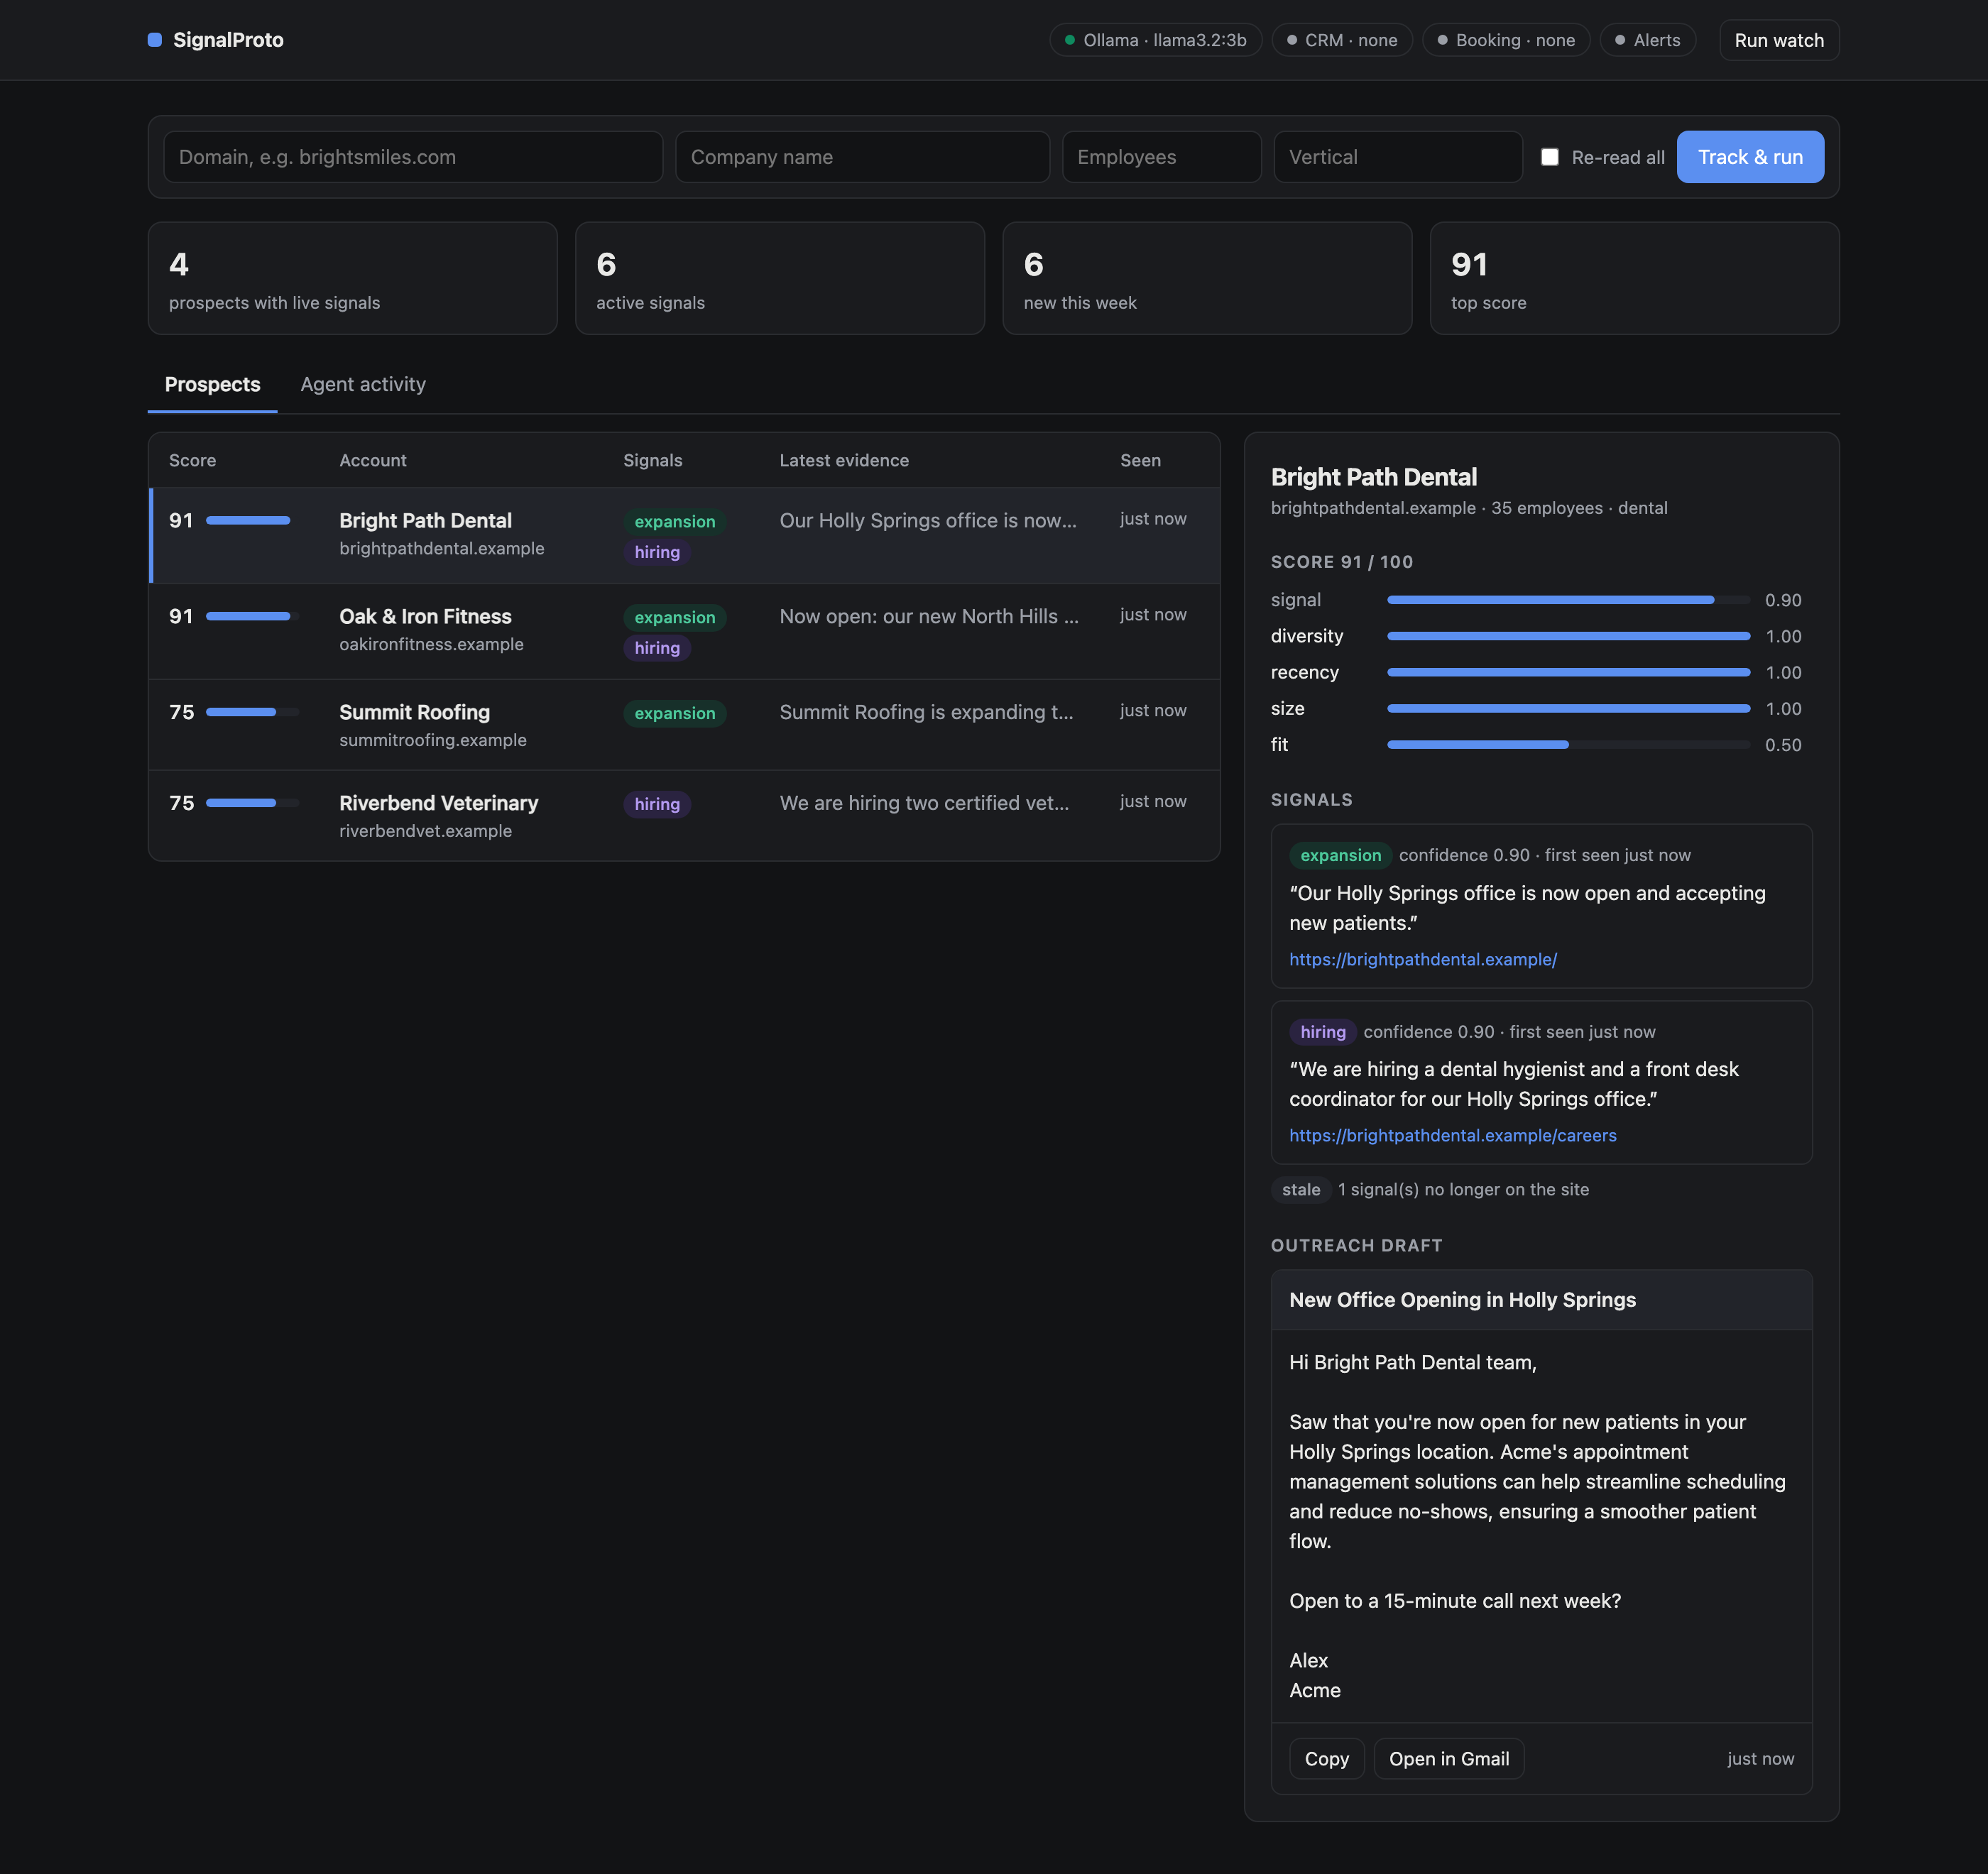 SignalProto
Ollama · llama3.2:3b
CRM · none
Booking · none
Alerts
Run watch
Domain, e.g. brightsmiles.com
Company name
Employees
Vertical
Re-read all
Track & run
4
prospects with live signals
6
active signals
6
new this week
91
top score
Prospects
Agent activity
Score Account Signals Latest evidence Seen
91 Bright Path Dental expansion Our Holly Springs office is now... just now
brightpathdental.example hiring
91 Oak & Iron Fitness expansion Now open: our new North Hills ... just now
oakironfitness.example hiring
75 Summit Roofing expansion Summit Roofing is expanding t... just now
summitroofing.example
75 Riverbend Veterinary hiring We are hiring two certified vet... just now
riverbendvet.example
Bright Path Dental
brightpathdental.example · 35 employees · dental
SCORE 91 / 100
signal 0.90
diversity 1.00
recency 1.00
size 1.00
fit 0.50
SIGNALS
expansion confidence 0.90 · first seen just now
“Our Holly Springs office is now open and accepting
new patients.”
https://brightpathdental.example/
hiring confidence 0.90 · first seen just now
“We are hiring a dental hygienist and a front desk
coordinator for our Holly Springs office.”
https://brightpathdental.example/careers
stale 1 signal(s) no longer on the site
OUTREACH DRAFT
New Office Opening in Holly Springs
Hi Bright Path Dental team,
Saw that you're now open for new patients in your
Holly Springs location. Acme's appointment
management solutions can help streamline scheduling
and reduce no-shows, ensuring a smoother patient
flow.
Open to a 15-minute call next week?
Alex
Acme
Copy
Open in Gmail
just now